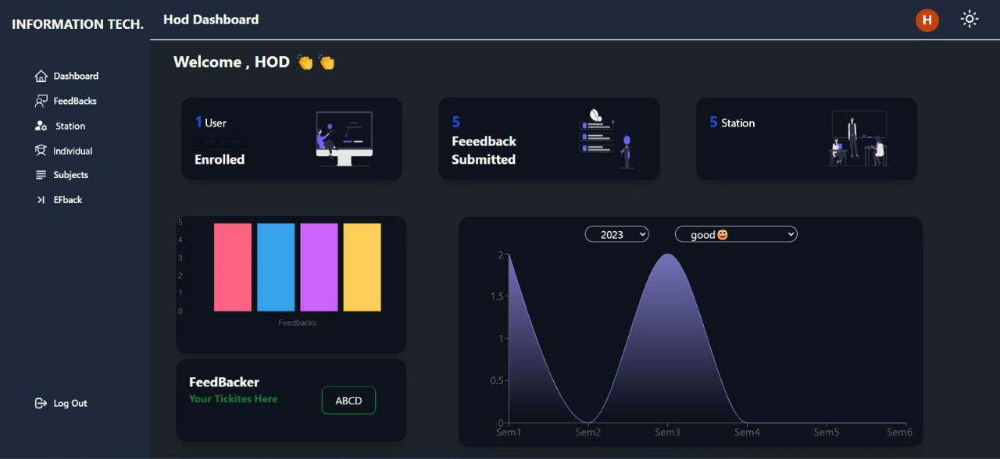 INFORMATION TECH.
Hod Dashboard
H
Dashboard
FeedBacks
Station
Individual
Subjects
EFback
Log Out
Welcome , HOD 👏 👏
1 User
Enrolled
5
Feeedback
Submitted
5 Station
5
4
3
2
1
0
Feedbacks
FeedBacker
Your Tickites Here
ABCD
2023
good😀
2
1.5
1
0.5
0
Sem1 Sem2 Sem3 Sem4 Sem5 Sem6